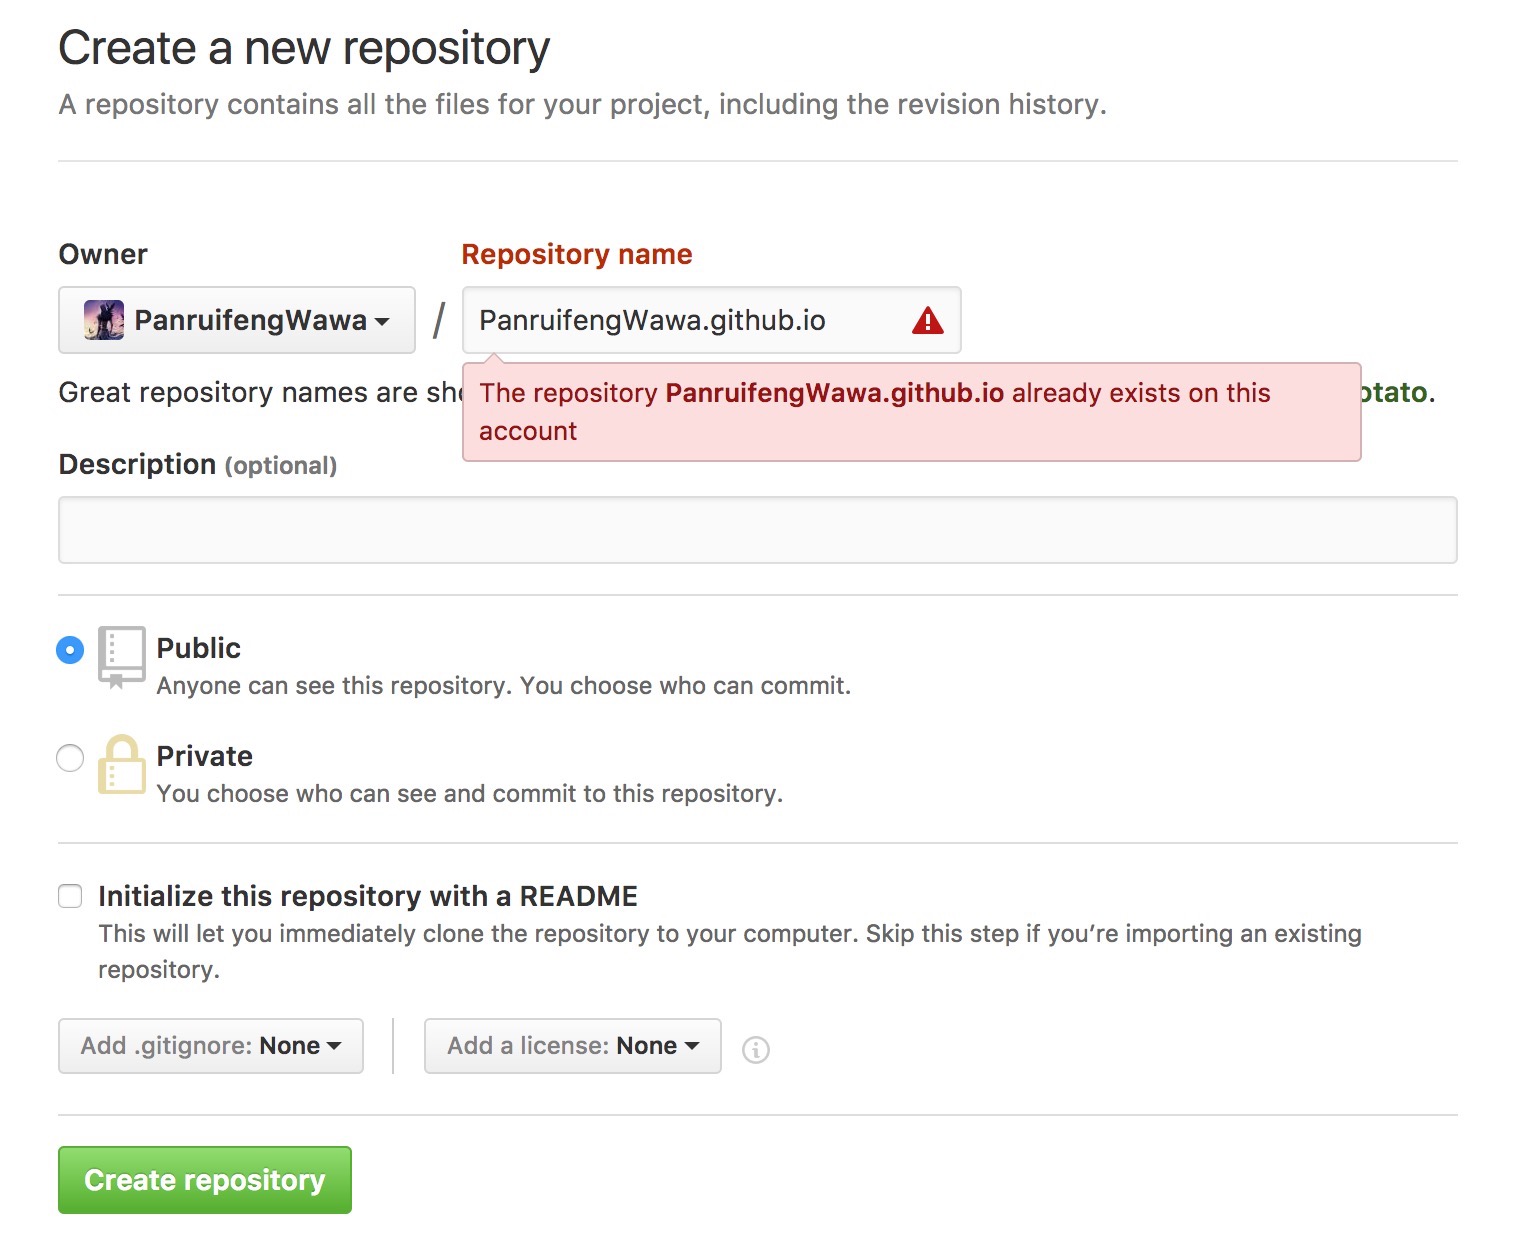 Create a new repository
A repository contains all the files for your project, including the revision history.
Owner
Repository name
PanruifengWawa
/
PanruifengWawa.github.io
Great repository names are
The repository PanruifengWawa.github.io already exists on this
account
Description (optional)
Public
Anyone can see this repository. You choose who can commit.
Private
You choose who can see and commit to this repository.
Initialize this repository with a README
This will let you immediately clone the repository to your computer. Skip this step if you’re importing an existing
repository.
Add .gitignore: None
Add a license: None
Create repository